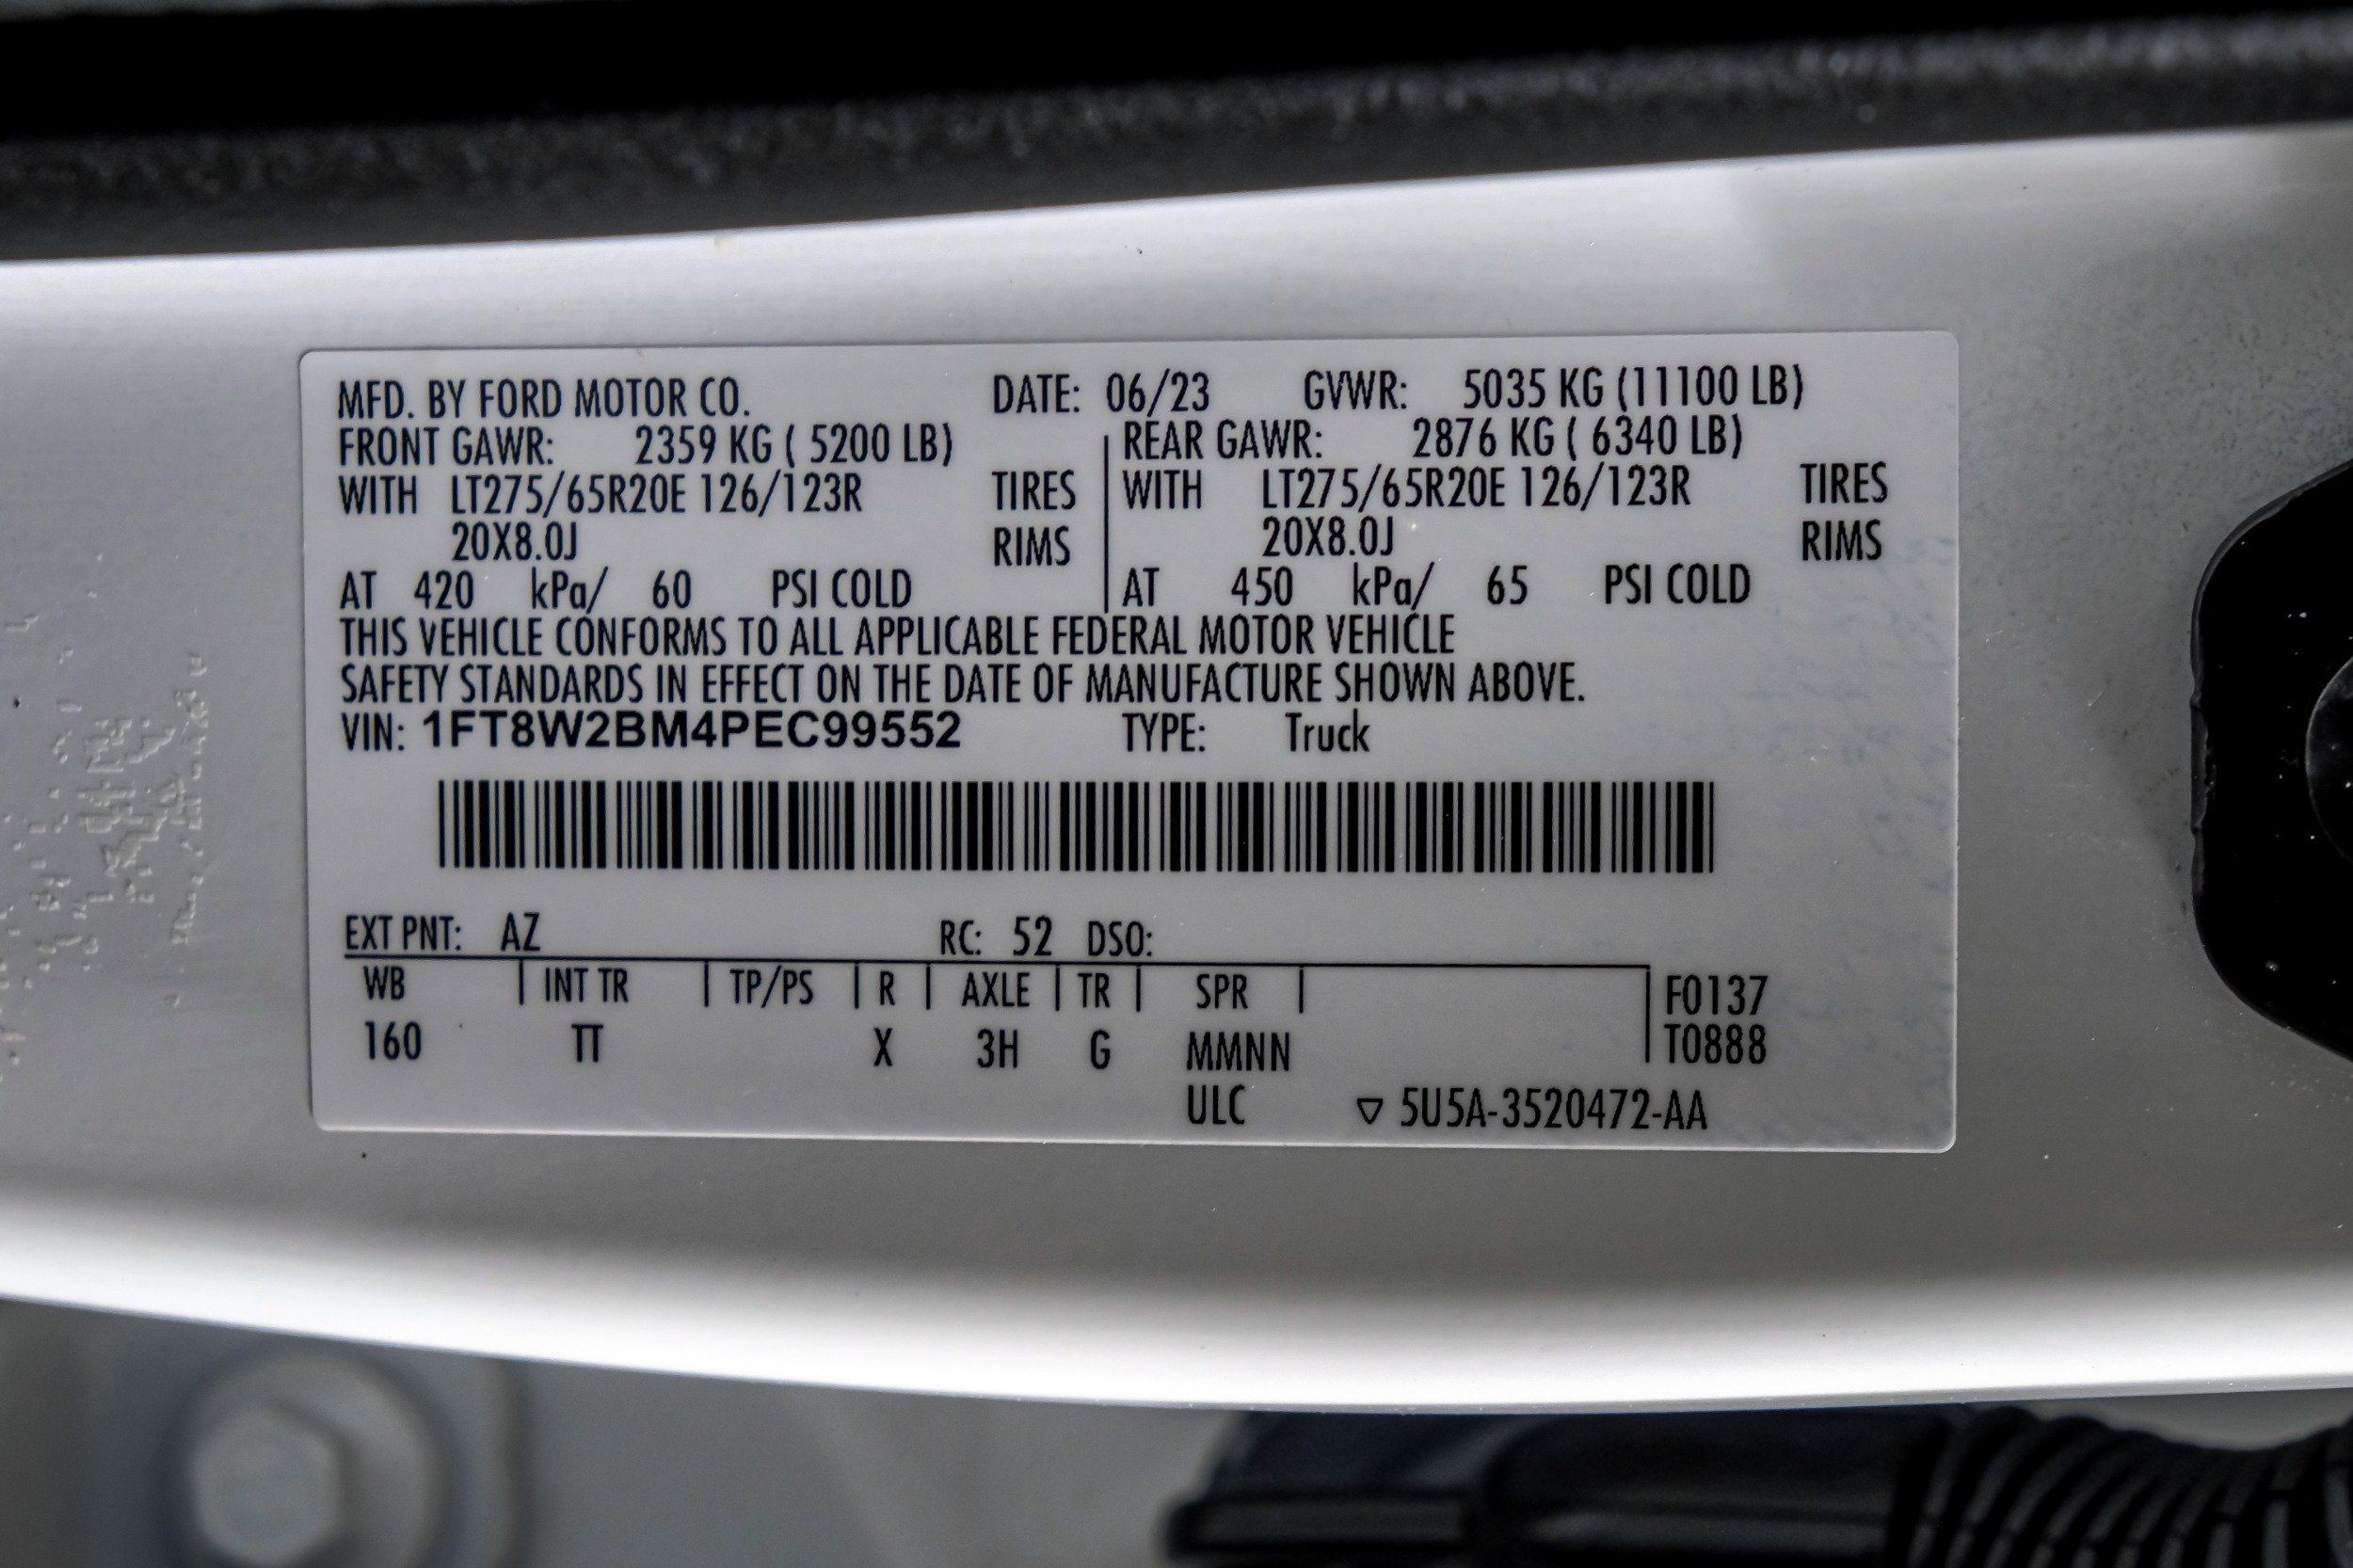 MFD. BY FORD MOTOR CO. DATE: 06/23 GVWR: 5035 KG (11100 LB)
FRONT GAWR: 2359 KG ( 5200 LB) REAR GAWR: 2876 KG ( 6340 LB)
WITH LT275/65R20E 126/123R TIRES WITH LT275/65R20E 126/123R TIRES
20X8.0J RIMS 20X8.0J RIMS
AT 420 kPa/ 60 PSI COLD AT 450 kPa/ 65 PSI COLD
THIS VEHICLE CONFORMS TO ALL APPLICABLE FEDERAL MOTOR VEHICLE
SAFETY STANDARDS IN EFFECT ON THE DATE OF MANUFACTURE SHOWN ABOVE.
VIN: 1FT8W2BM4PEC99552 TYPE: Truck
EXT PNT: AZ RC: 52 DSO:
WB INT TR TP/PS R AXLE TR SPR F0137
160 TT X 3H G MMNN T0888
ULC ▽ 5U5A-3520472-AA